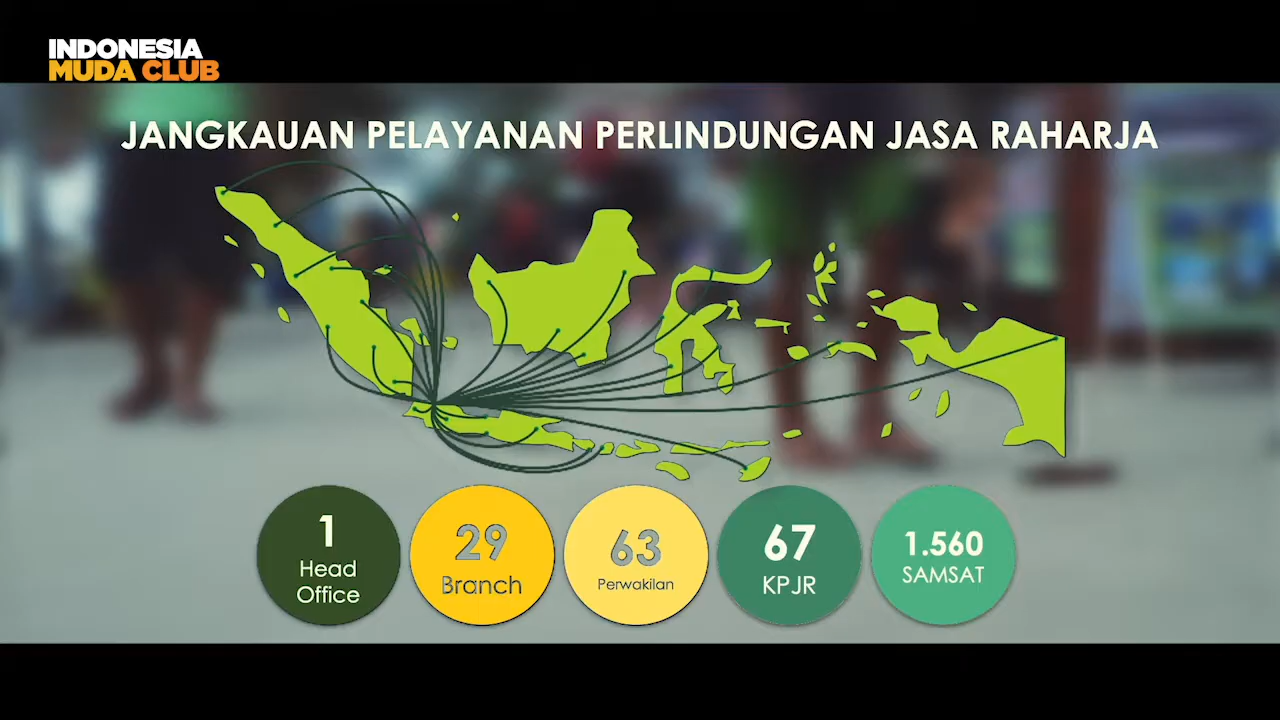 INDONESIA
MUDA CLUB
JANGKAUAN PELAYANAN PERLINDUNGAN JASA RAHARJA
1
Head
Office
29
Branch
63
Perwakilan
67
KPJR
1.560
SAMSAT